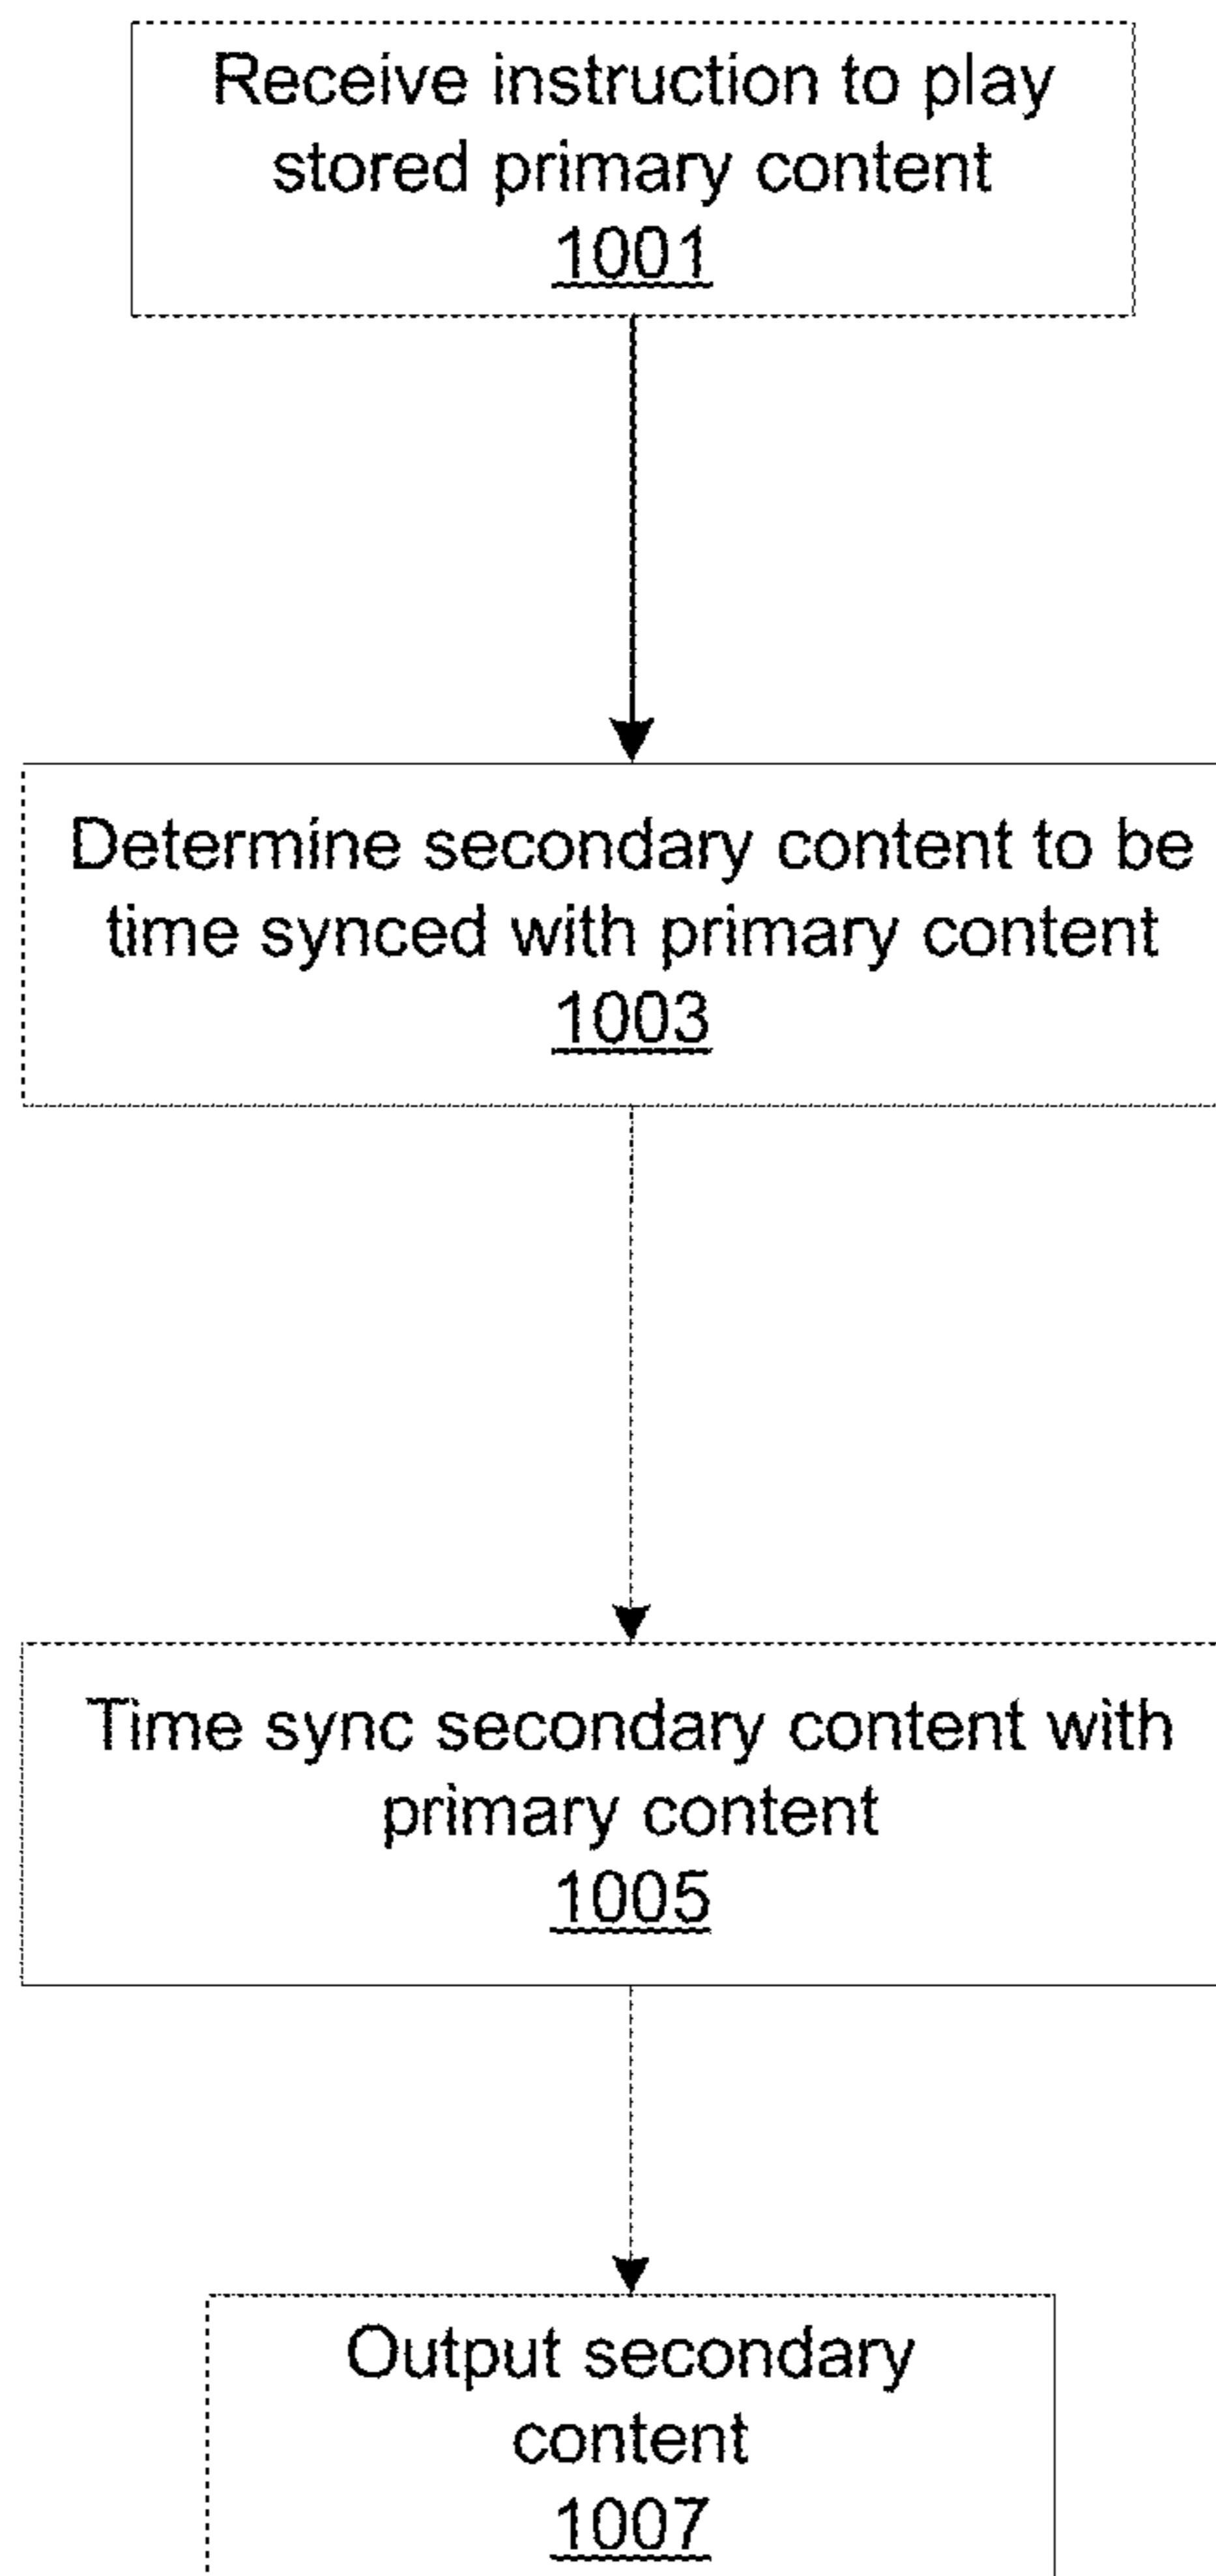 Receive instruction to play
stored primary content
1001
Determine secondary content to be
time synced with primary content
1003
Time sync secondary content with
primary content
1005
Output secondary
content
1007